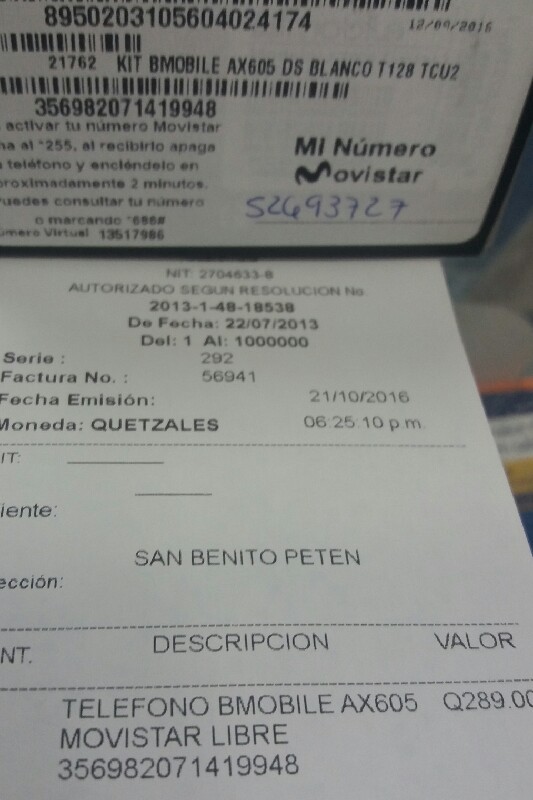 8950203105604024174
12/09/2016
21762 KIT BMOBILE AX605 DS BLANCO T128 TCU2
356982071419948
activar tu número Movistar
al *255, al recibirlo apaga
teléfono y enciéndelo en
proximadamente 2 minutos.
uedes consultar tu número
o marcando *686#
úmero Virtual 13517986
Mi Número
Movistar
52493727
NIT: 2704633-8
AUTORIZADO SEGUN RESOLUCION No.
2013-1-48-18538
De Fecha: 22/07/2013
Del: 1 Al: 1000000
Serie : 292
Factura No. : 56941
Fecha Emisión: 21/10/2016
Moneda: QUETZALES 06:25:10 p.m.
IT:
iente:
SAN BENITO PETEN
ección:
NT. DESCRIPCION VALOR
TELEFONO BMOBILE AX605 Q289.00
MOVISTAR LIBRE
356982071419948